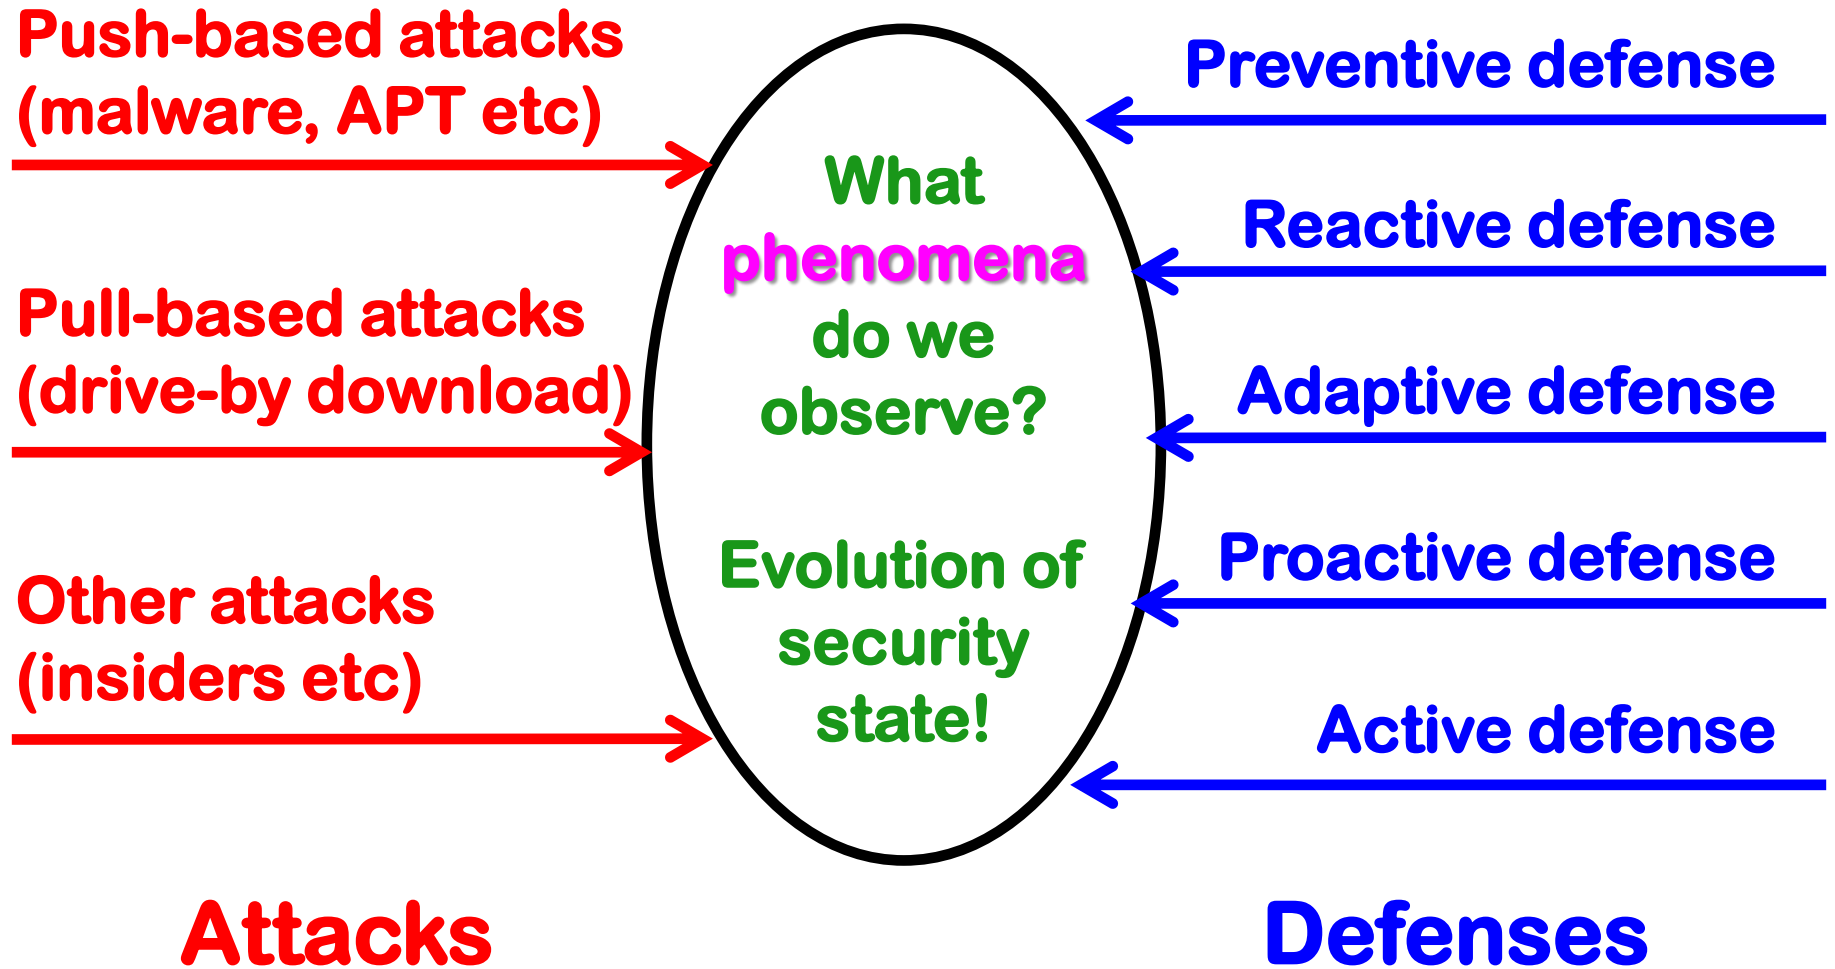 Push-based attacks
(malware, APT etc)
Pull-based attacks
(drive-by download)
Other attacks
(insiders etc)
Attacks
What
phenomena
do we
observe?
Evolution of
security
state!
Preventive defense
Reactive defense
Adaptive defense
Proactive defense
Active defense
Defenses